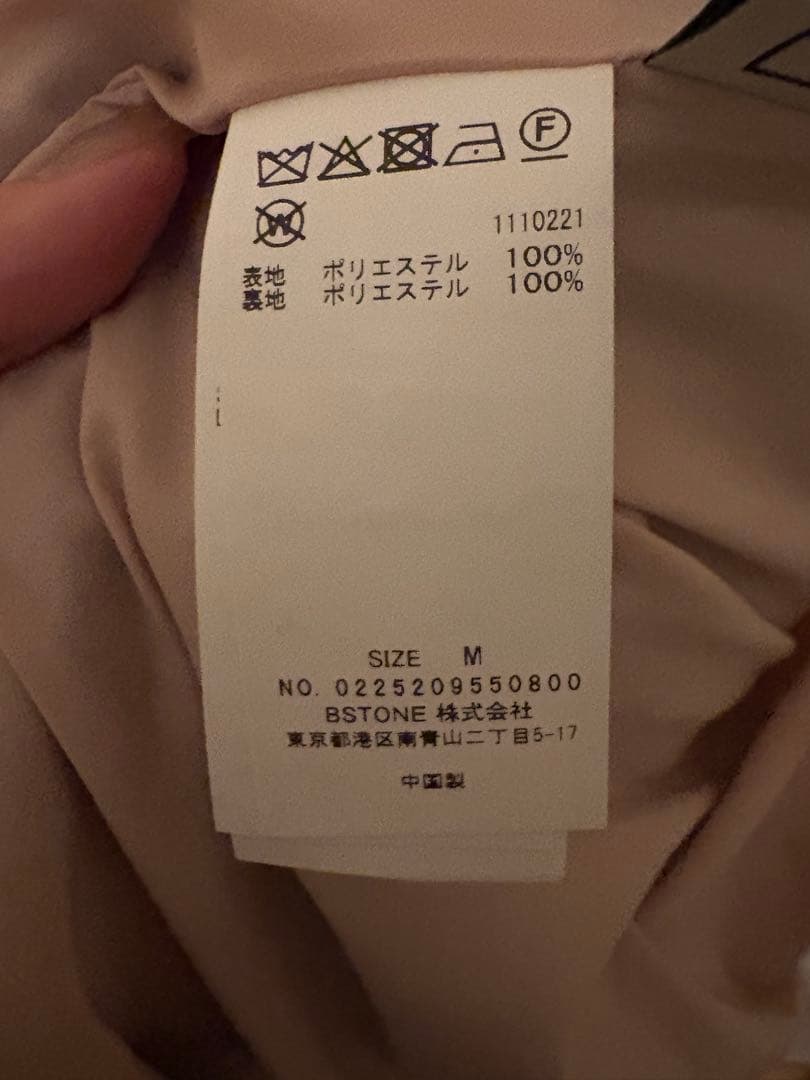 F
W
1110221
表地 ポリエステル 100%
裏地 ポリエステル 100%
SIZE M
NO. 0225209550800
BSTONE 株式会社
東京都港区南青山二丁目5-17
中国製